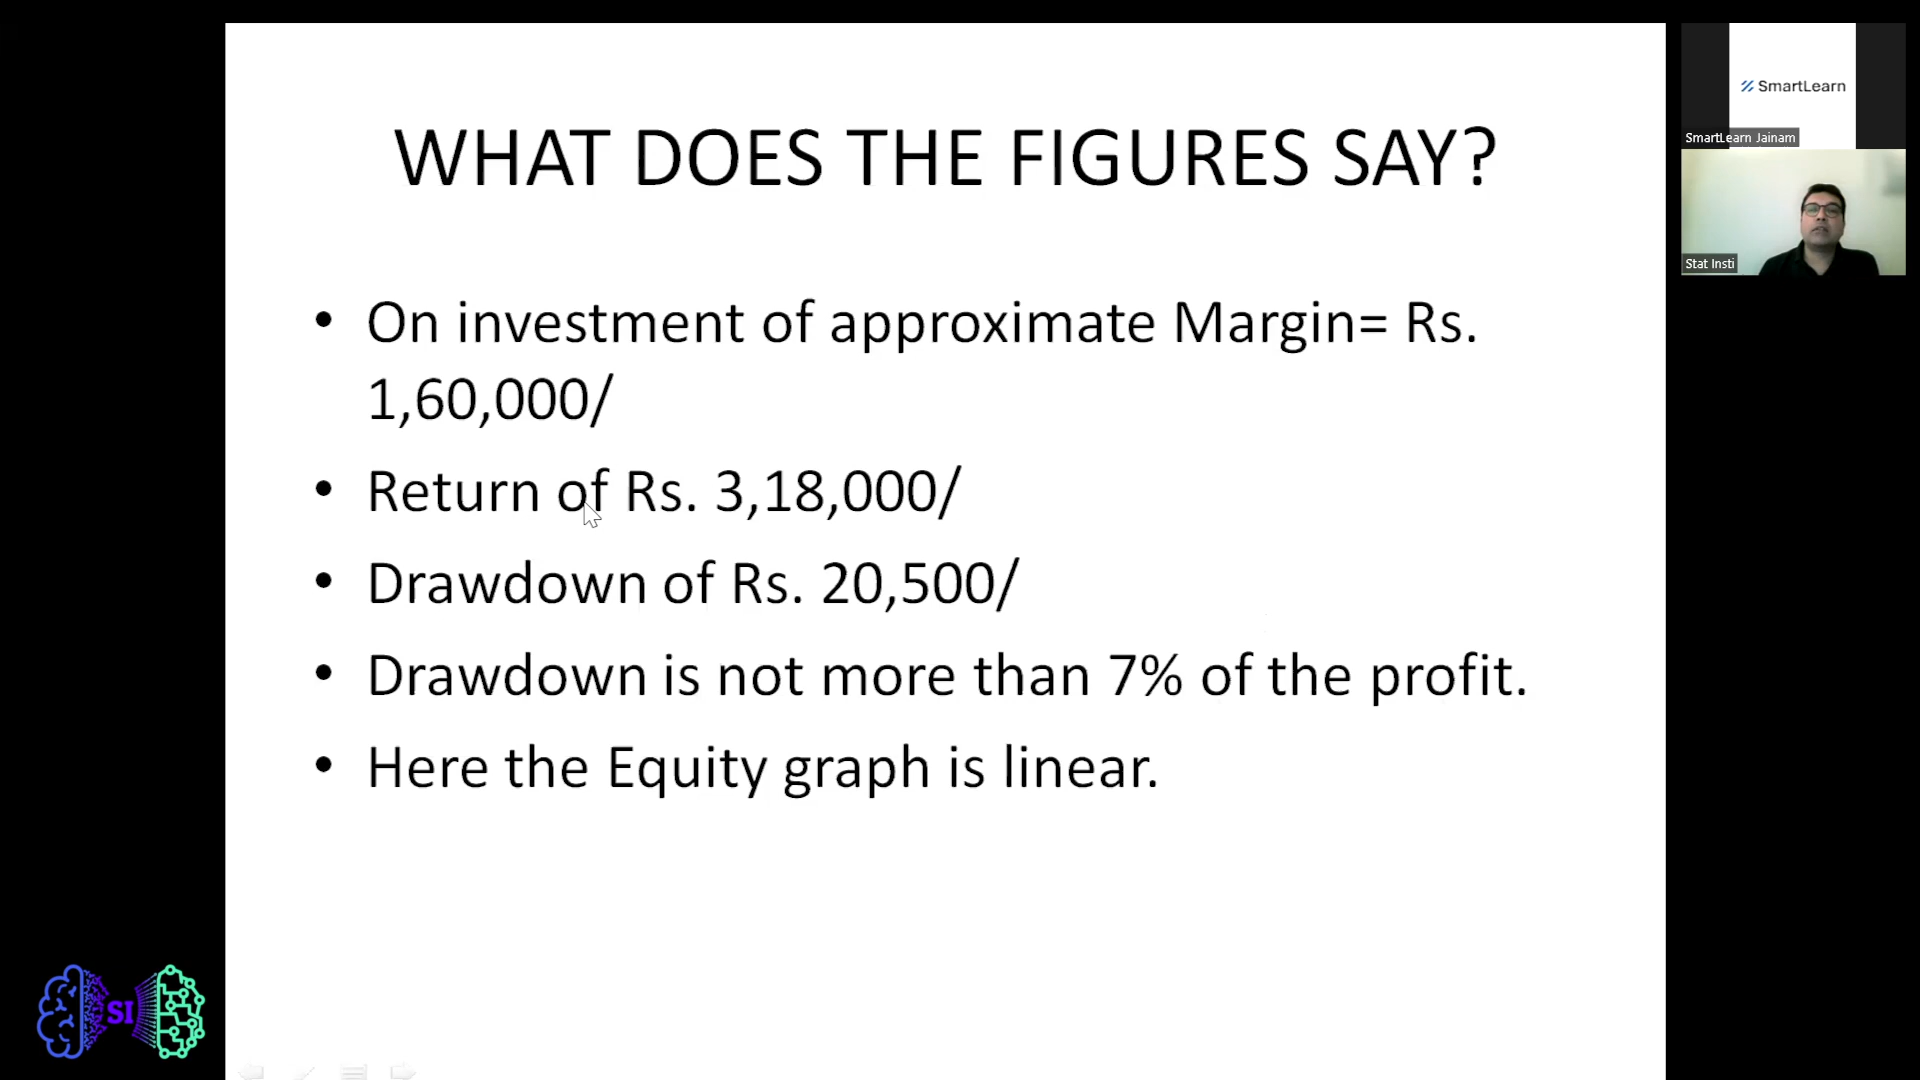 WHAT DOES THE FIGURES SAY?
• On investment of approximate Margin= Rs.
1,60,000/
• Return of Rs. 3,18,000/
• Drawdown of Rs. 20,500/
• Drawdown is not more than 7% of the profit.
• Here the Equity graph is linear.
SmartLearn
SmartLearn Jainam
Stat Insti
SI